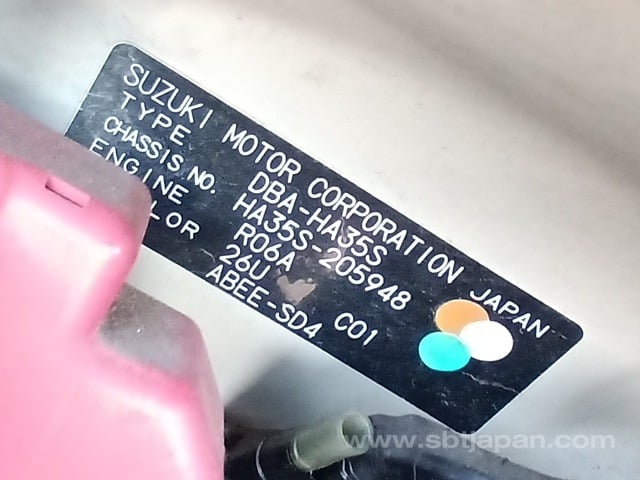 SUZUKI MOTOR CORPORATION JAPAN
TYPE DBA-HA35S
CHASSIS NO. HA35S-205948
ENGINE R06A
LOR 26U C01
ABEE-SD4
www.sbtjapan.com